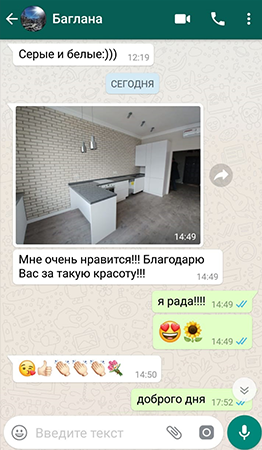 Баглана
Серые и белые:)))
12:19
СЕГОДНЯ
14:49
Мне очень нравится!!! Благодарю
Вас за такую красоту!!!
14:49
я рада!!!! 14:49
😍🌻
14:49
😘👍🏻👏🏻👏🏻👏🏻💐 14:50
доброго дня 17:52
Введите текст